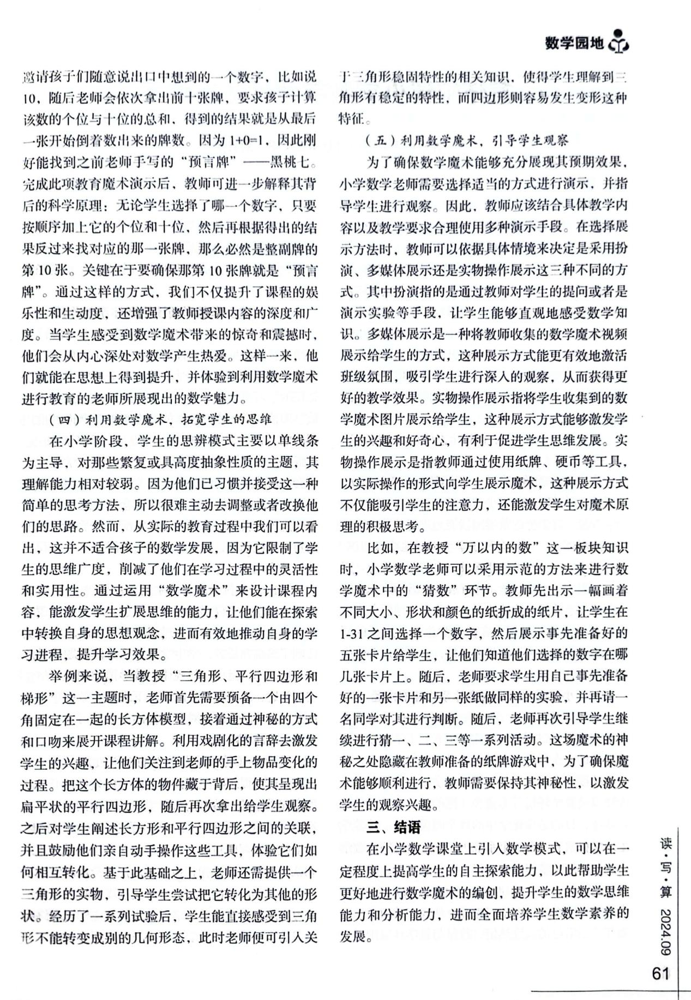 数学园地
邀请孩子们随意说出口中想到的一个数字，比如说
10，随后老师会依次拿出前十张牌，要求孩子计算
该数的个位与十位的总和，得到的结果就是从最后
一张开始倒着数出来的牌数。因为 1+0=1，因此刚
好能找到之前老师手写的“预言牌”——黑桃七。
完成此项教育魔术演示后，教师可进一步解释其背
后的科学原理：无论学生选择了哪一个数字，只要
按顺序加上它的个位和十位，然后再根据得出的结
果反过来找对应的那一张牌，那么必然是整副牌的
第 10 张。关键在于要确保那第 10 张牌就是“预言
牌”。通过这样的方式，我们不仅提升了课程的娱
乐性和生动度，还增强了教师授课内容的深度和广
度。当学生感受到数学魔术带来的惊奇和震撼时，
他们会从内心深处对数学产生热爱。这样一来，他
们就能在思想上得到提升，并体验到利用数学魔术
进行教育的老师所展现出的数学魅力。
（四）利用数学魔术，拓宽学生的思维
在小学阶段，学生的思辨模式主要以单线条
为主导，对那些繁复或具高度抽象性质的主题，其
理解能力相对较弱。因为他们已习惯并接受这一种
简单的思考方法，所以很难主动去调整或者改换他
们的思路。然而，从实际的教育过程中我们可以看
出，这并不适合孩子的数学发展，因为它限制了学
生的思维广度，削减了他们在学习过程中的灵活性
和实用性。通过运用“数学魔术”来设计课程内
容，能激发学生扩展思维的能力，让他们能在探索
中转换自身的思想观念，进而有效地推动自身的学
习进程，提升学习效果。
举例来说，当教授“三角形、平行四边形和
梯形”这一主题时，老师首先需要预备一个由四个
角固定在一起的长方体模型，接着通过神秘的方式
和口吻来展开课程讲解。利用戏剧化的言辞去激发
学生的兴趣，让他们关注到老师的手上物品变化的
过程。把这个长方体的物件藏于背后，使其呈现出
扁平状的平行四边形，随后再次拿出给学生观察。
之后对学生阐述长方形和平行四边形之间的关联，
并且鼓励他们亲自动手操作这些工具，体验它们如
何相互转化。基于此基础之上，老师还需提供一个
三角形的实物，引导学生尝试把它转化为其他的形
状。经历了一系列试验后，学生能直接感受到三角
形不能转变成别的几何形态，此时老师便可引入关
于三角形稳固特性的相关知识，使得学生理解到三
角形有稳定的特性，而四边形则容易发生变形这种
特征。
（五）利用数学魔术，引导学生观察
为了确保数学魔术能够充分展现其预期效果，
小学数学老师需要选择适当的方式进行演示，并指
导学生进行观察。因此，教师应该结合具体教学内
容以及教学要求合理使用多种演示手段。在选择展
示方法时，教师可以依据具体情境来决定是采用扮
演、多媒体展示还是实物操作展示这三种不同的方
式。其中扮演指的是通过教师对学生的提问或者是
演示实验等手段，让学生能够直观地感受数学知
识。多媒体展示是一种将教师收集的数学魔术视频
展示给学生的方式，这种展示方式能更有效地激活
班级氛围，吸引学生进行深入的观察，从而获得更
好的教学效果。实物操作展示指将学生收集到的数
学魔术图片展示给学生，这种展示方式能够激发学
生的兴趣和好奇心，有利于促进学生思维发展。实
物操作展示是指教师通过使用纸牌、硬币等工具，
以实际操作的形式向学生展示魔术，这种展示方式
不仅能吸引学生的注意力，还能激发学生对魔术原
理的积极思考。
比如，在教授“万以内的数”这一板块知识
时，小学数学老师可以采用示范的方法来进行数
学魔术中的“猜数”环节。教师先出示一幅画着
不同大小、形状和颜色的纸折成的纸片，让学生在
1-31 之间选择一个数字，然后展示事先准备好的
五张卡片给学生，让他们知道他们选择的数字在哪
几张卡片上。随后，老师要求学生用自己事先准备
好的一张卡片和另一张纸做同样的实验，并再请一
名同学对其进行判断。随后，老师再次引导学生继
续进行猜一、二、三等一系列活动。这场魔术的神
秘之处隐藏在教师准备的纸牌游戏中，为了确保魔
术能够顺利进行，教师需要保持其神秘性，以激发
学生的观察兴趣。
三、结语
在小学数学课堂上引入数学模式，可以在一
定程度上提高学生的自主探索能力，以此帮助学生
更好地进行数学魔术的编创，提升学生的数学思维
能力和分析能力，进而全面培养学生数学素养的
发展。
读·写·算 2024.09
61